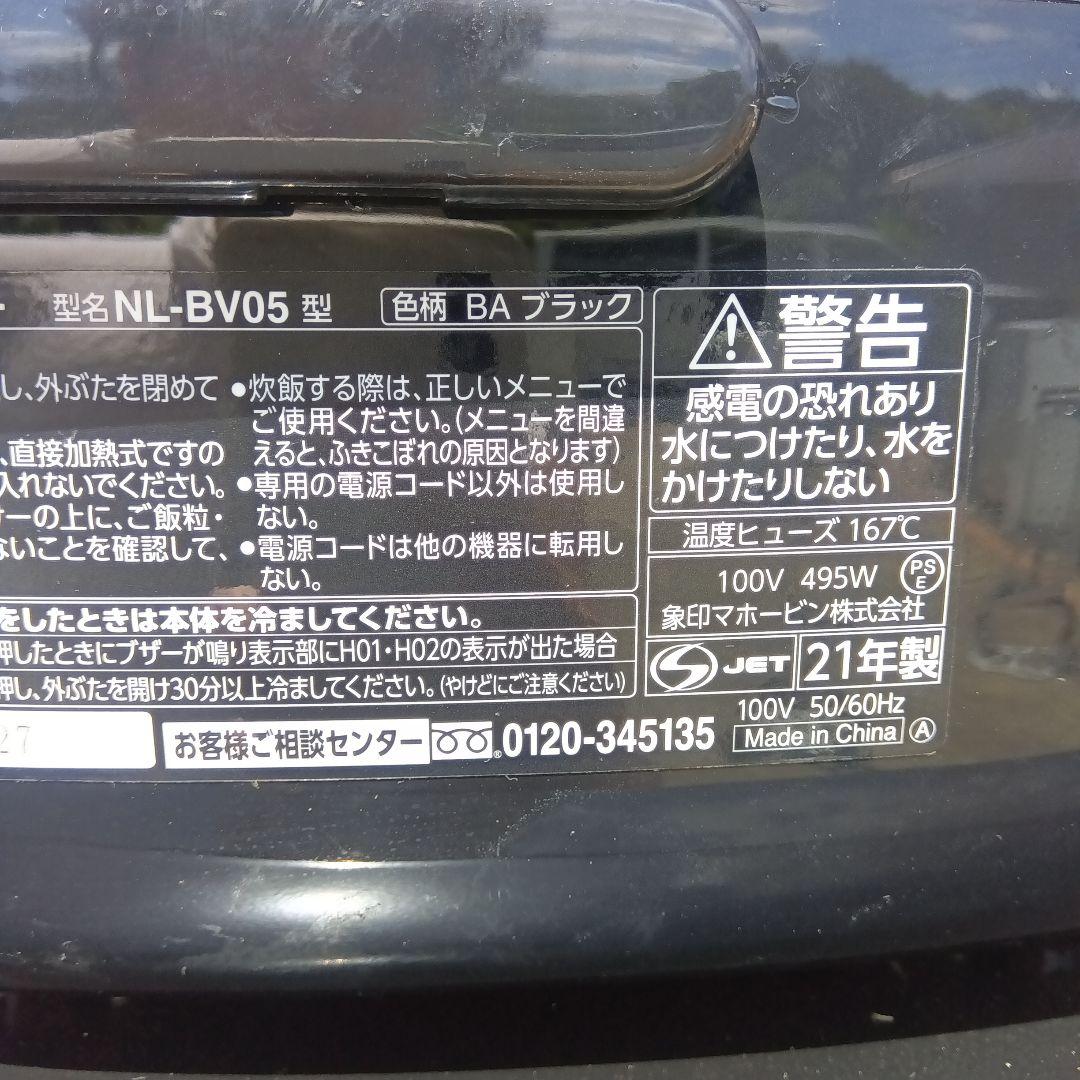 型名 NL-BV05 型
色柄 BA ブラック
し、外ぶたを閉めて
、直接加熱式ですの
入れないでください。
サーの上に、ご飯粒・
ないことを確認して、
●炊飯する際は、正しいメニューで
ご使用ください。(メニューを間違
えると、ふきこぼれの原因となります)
●専用の電源コード以外は使用し
ない。
●電源コードは他の機器に転用し
ない。
をしたときは本体を冷ましてください。
押したときにブザーが鳴り表示部にH01・H02の表示が出た場合
押し、外ぶたを開け30分以上冷ましてください。(やけどにご注意ください)
27
お客様ご相談センター
0120-345135
警告
感電の恐れあり
水につけたり、水を
かけたりしない
温度ヒューズ 167℃
100V 495W
PS
E
象印マホービン株式会社
S JET
21年製
100V 50/60Hz
Made in China
A